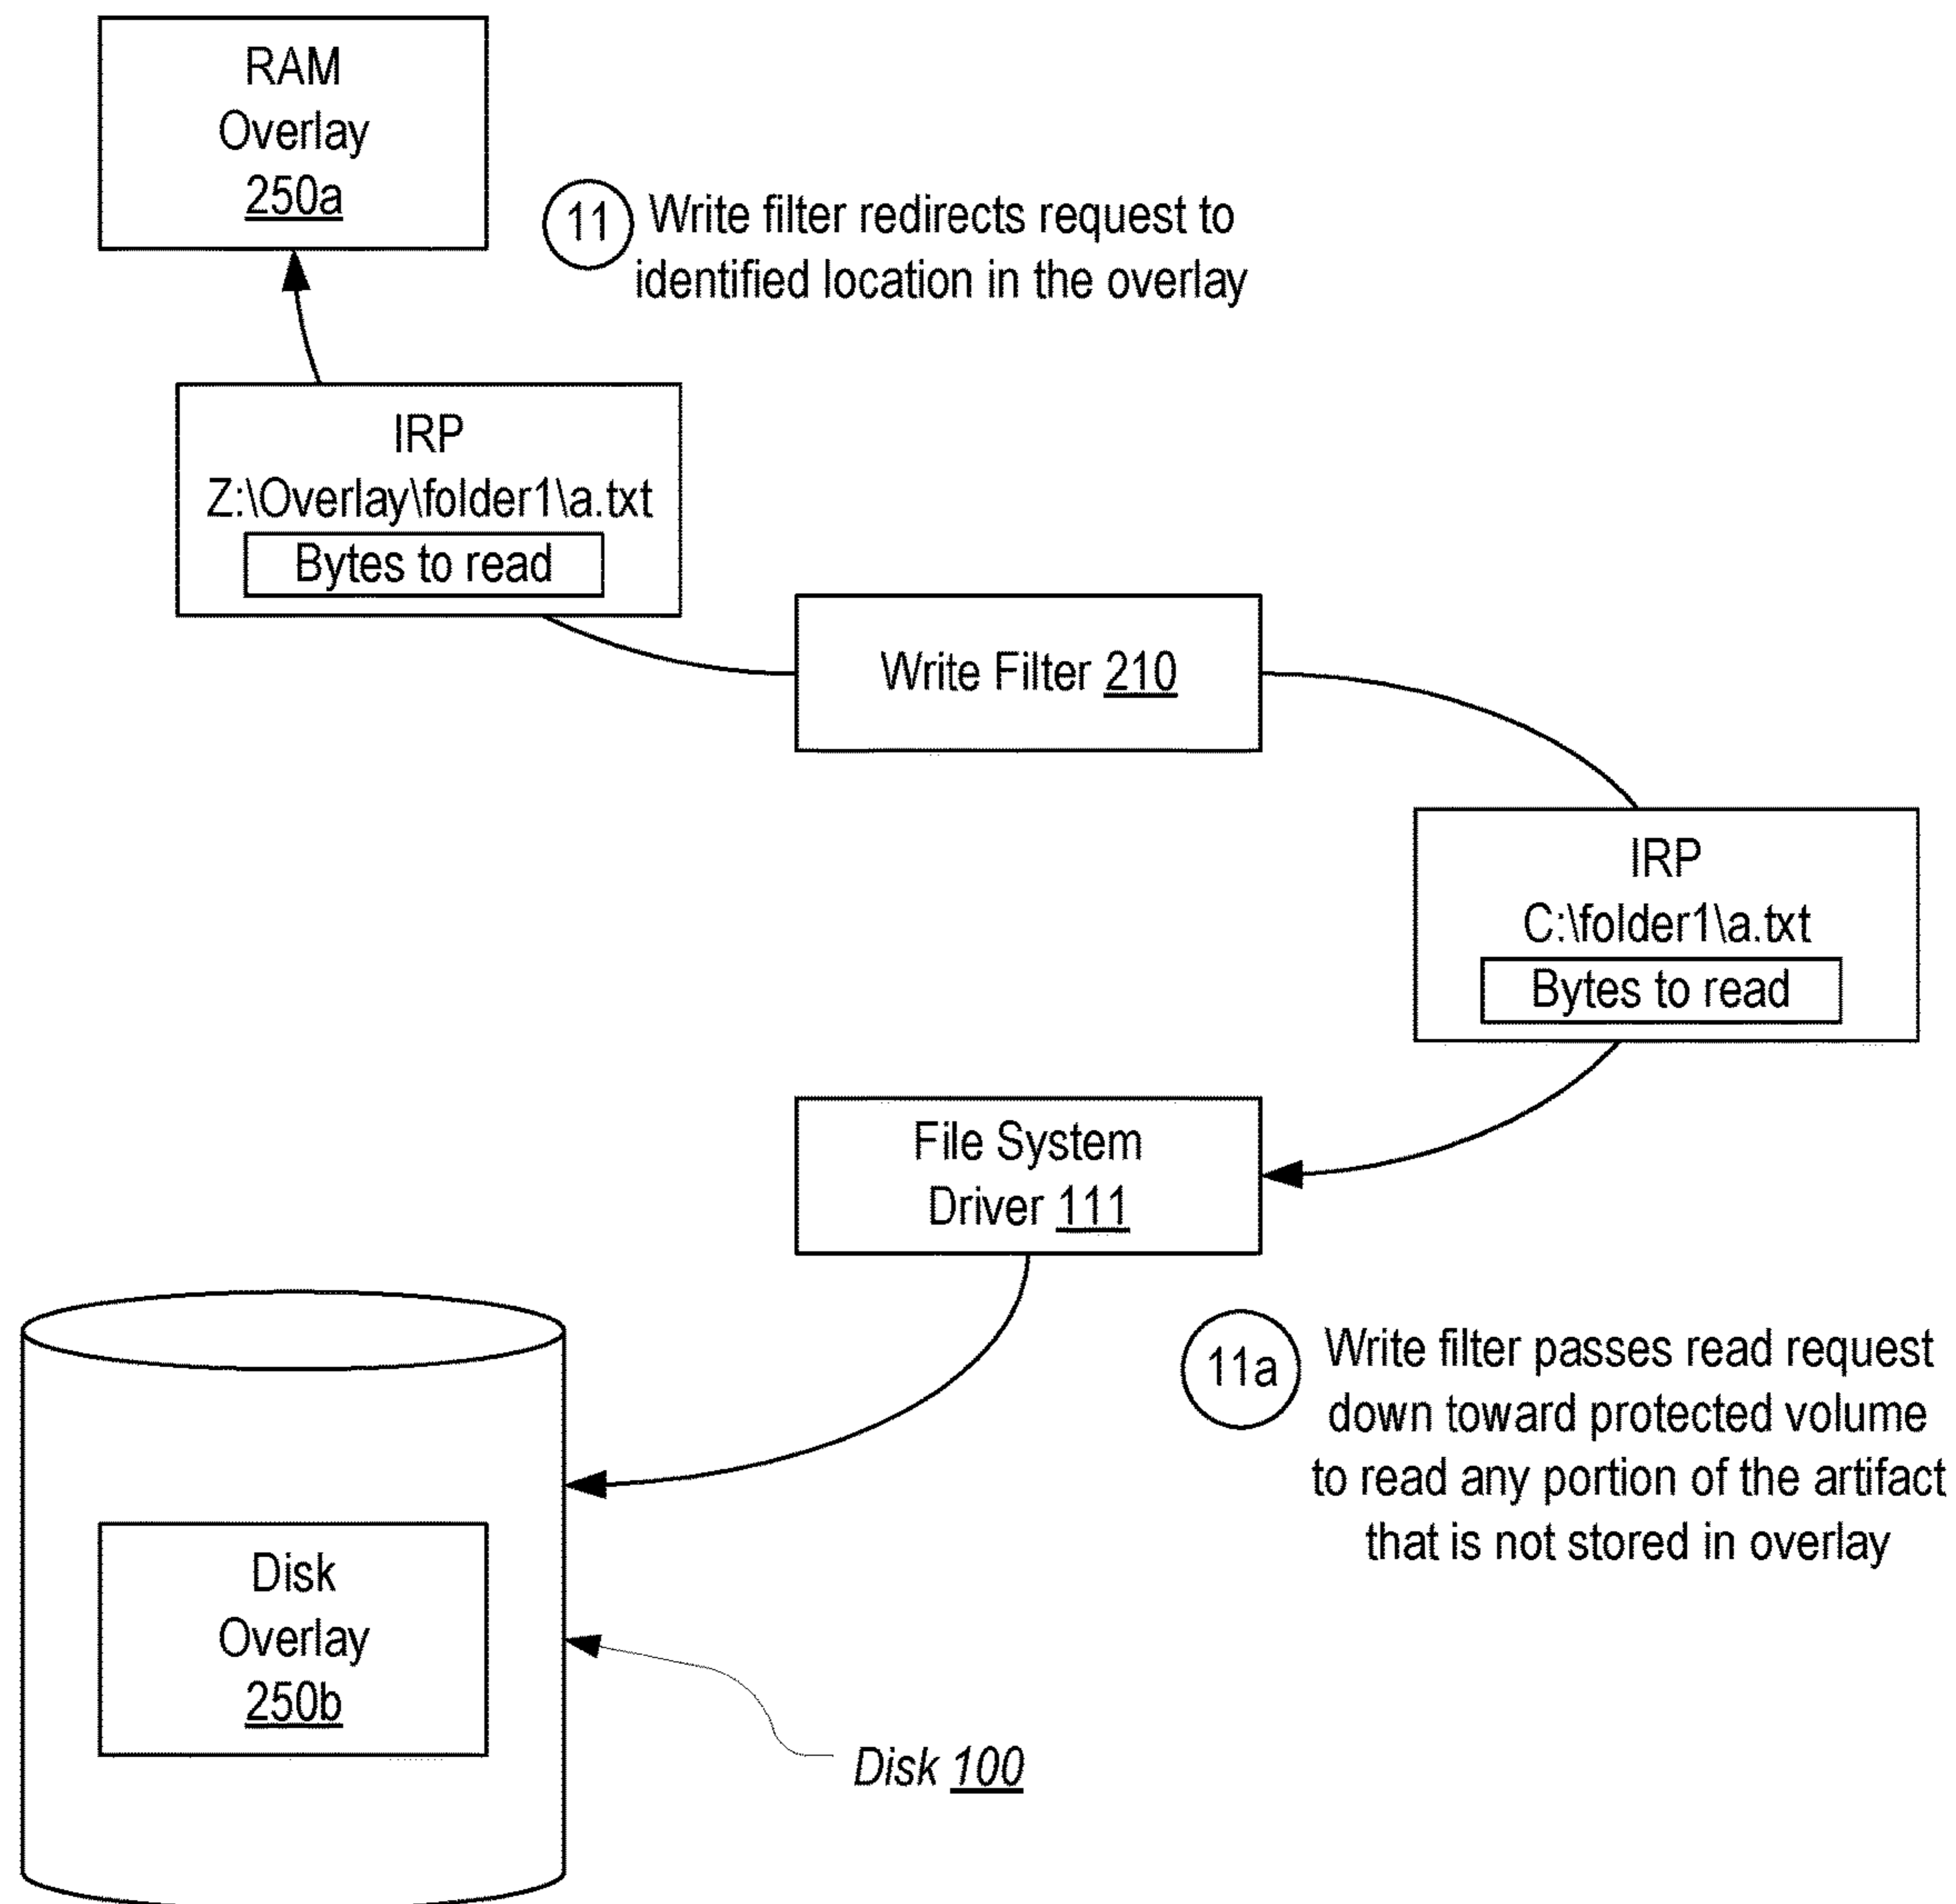 RAM
Overlay
250a
11
Write filter redirects request to
identified location in the overlay
IRP
Z:\Overlay\folder1\a.txt
Bytes to read
Write Filter 210
IRP
C:\folder1\a.txt
Bytes to read
File System
Driver 111
11a
Write filter passes read request
down toward protected volume
to read any portion of the artifact
that is not stored in overlay
Disk
Overlay
250b
Disk 100